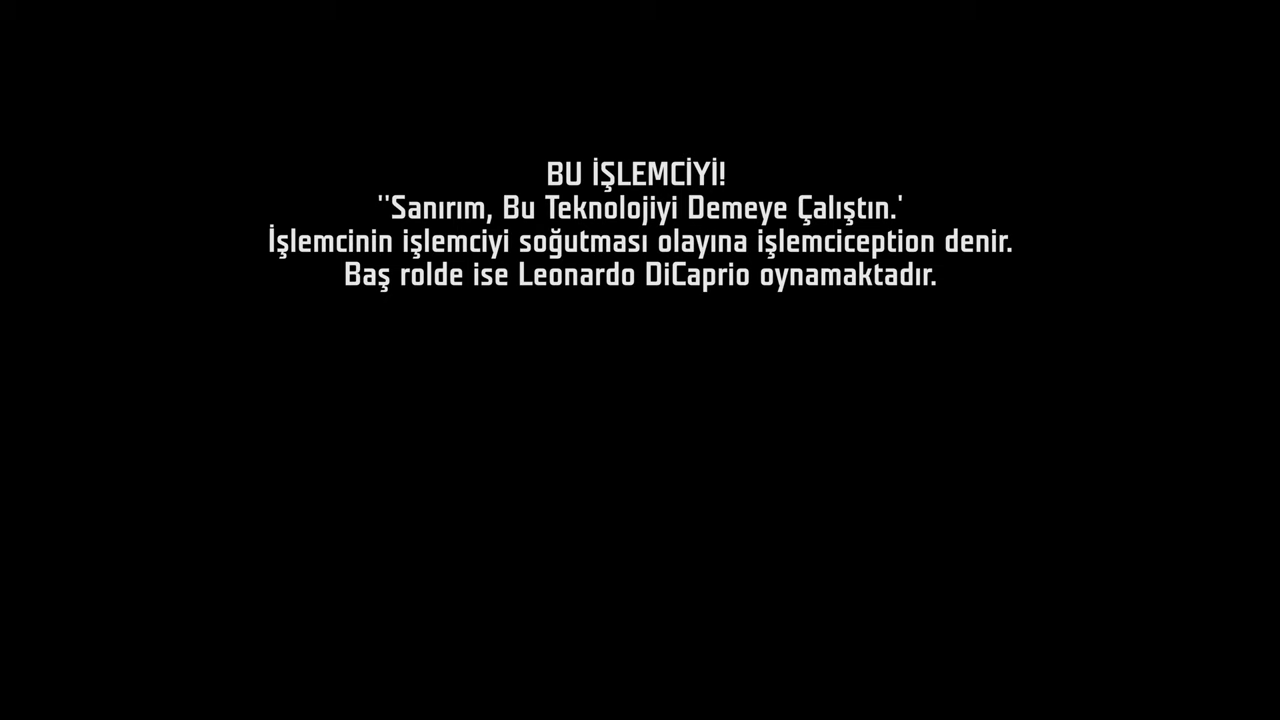 BU İŞLEMCİYİ!
''Sanırım, Bu Teknolojiyi Demeye Çalıştın.'
İşlemcinin işlemciyi soğutması olayına işlemciception denir.
Baş rolde ise Leonardo DiCaprio oynamaktadır.